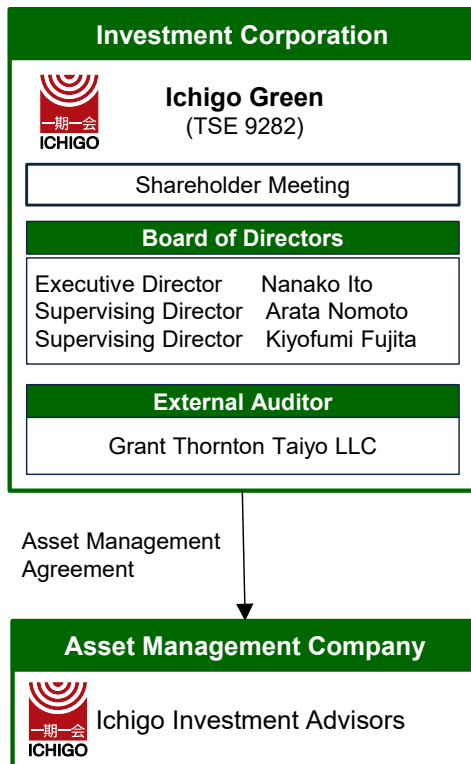 Investment Corporation
一期一会
ICHIGO
Ichigo Green
(TSE 9282)
Shareholder Meeting
Board of Directors
Executive Director Nanako Ito
Supervising Director Arata Nomoto
Supervising Director Kiyofumi Fujita
External Auditor
Grant Thornton Taiyo LLC
Asset Management
Agreement
Asset Management Company
一期一会
ICHIGO
Ichigo Investment Advisors